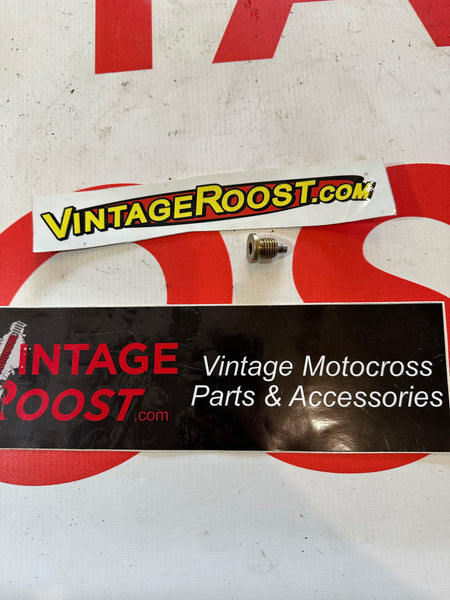 VINTAGEROOST.COM
VINTAGE
ROOST.com
Vintage Motocross
Parts & Accessories